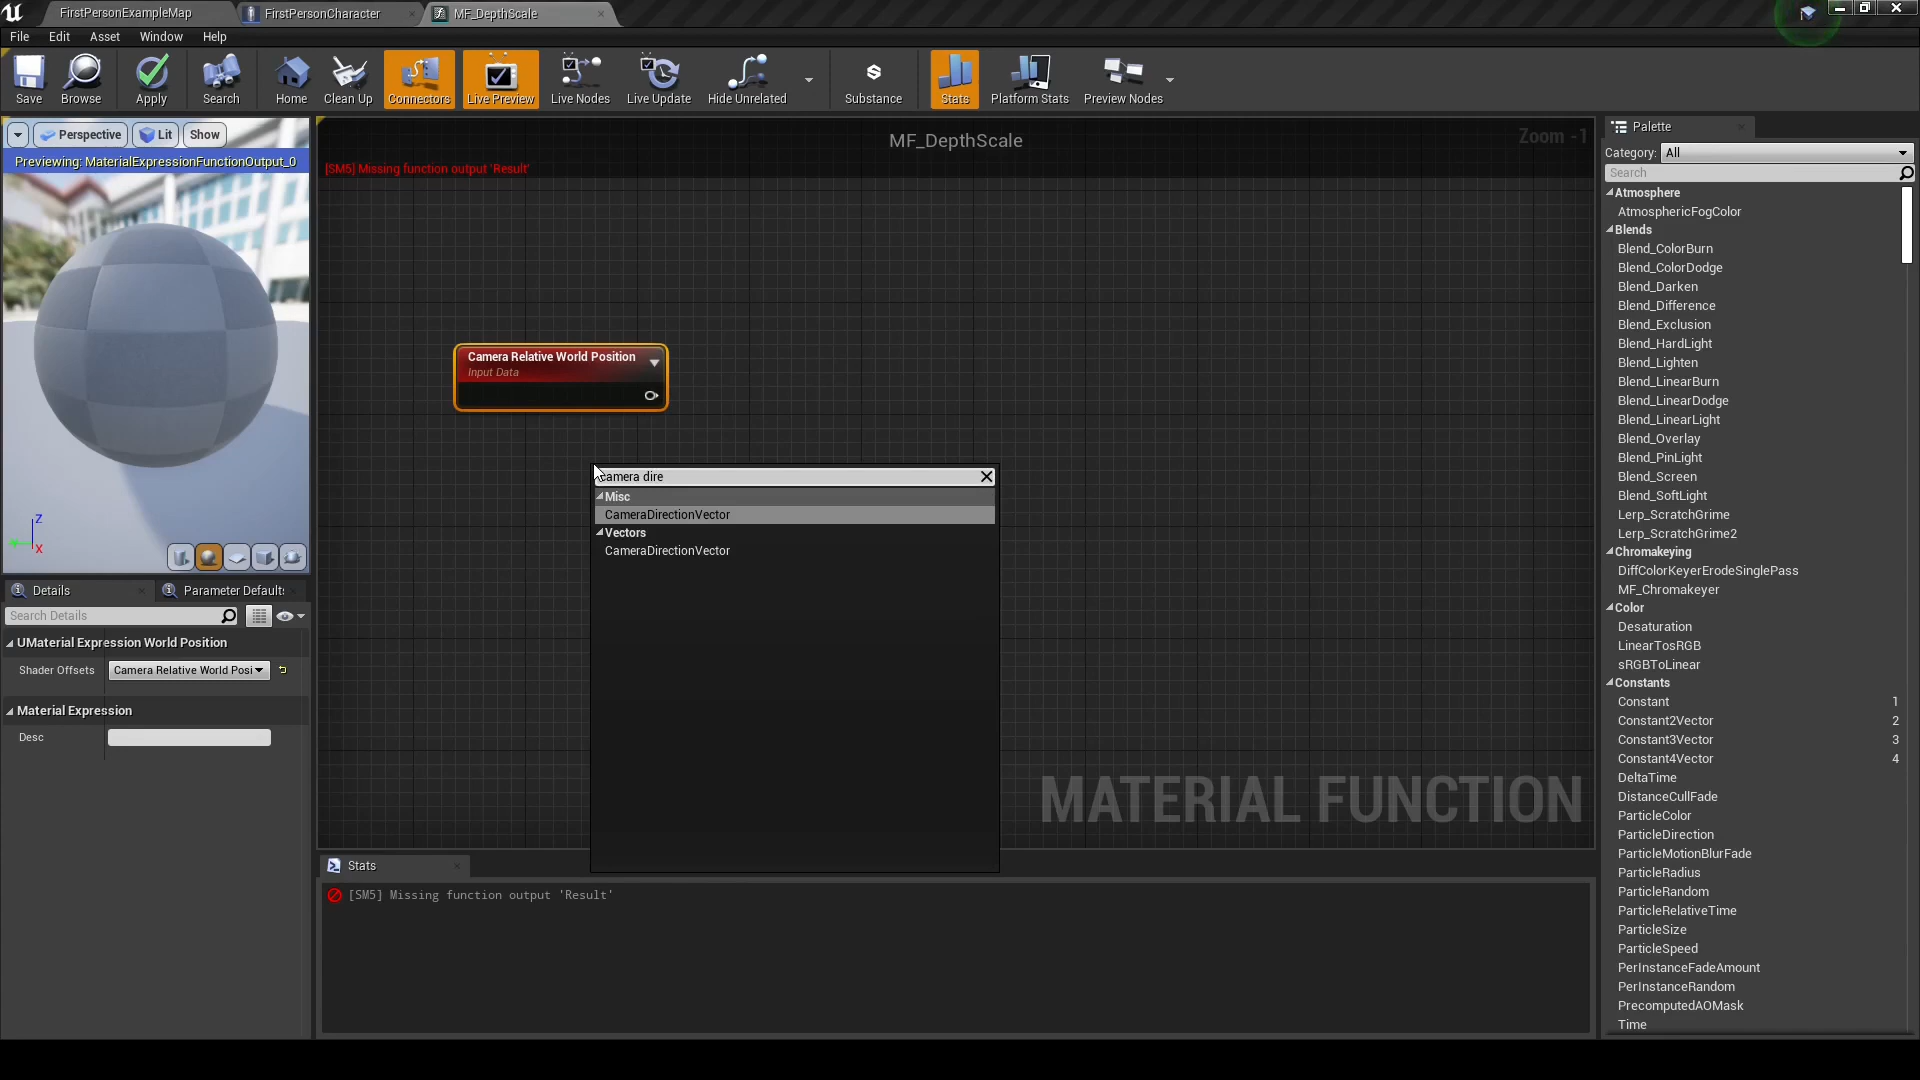 FirstPersonExampleMap
FirstPersonCharacter
MF_DepthScale
File Edit Asset Window Help
Save Browse Apply Search Home Clean Up Connectors Live Preview Live Nodes Live Update Hide Unrelated Substance Stats Platform Stats Preview Nodes
Perspective Lit Show
Previewing: MaterialExpressionFunctionOutput_0
Z
X
MF_DepthScale
Zoom -1
[SM5] Missing function output 'Result'
Camera Relative World Position
Input Data
camera dire
Misc
CameraDirectionVector
Vectors
CameraDirectionVector
MATERIAL FUNCTION
Details
Parameter Default
Search Details
UMaterial Expression World Position
Shader Offsets Camera Relative World Posi
Material Expression
Desc
Stats
[SM5] Missing function output 'Result'
Palette
Category: All
Search
Atmosphere
AtmosphericFogColor
Blends
Blend_ColorBurn
Blend_ColorDodge
Blend_Darken
Blend_Difference
Blend_Exclusion
Blend_HardLight
Blend_Lighten
Blend_LinearBurn
Blend_LinearDodge
Blend_LinearLight
Blend_Overlay
Blend_PinLight
Blend_Screen
Blend_SoftLight
Lerp_ScratchGrime
Lerp_ScratchGrime2
Chromakeying
DiffColorKeyerErodeSinglePass
MF_Chromakeyer
Color
Desaturation
LinearTosRGB
sRGBToLinear
Constants
Constant 1
Constant2Vector 2
Constant3Vector 3
Constant4Vector 4
DeltaTime
DistanceCullFade
ParticleColor
ParticleDirection
ParticleMotionBlurFade
ParticleRadius
ParticleRandom
ParticleRelativeTime
ParticleSize
ParticleSpeed
PerInstanceFadeAmount
PerInstanceRandom
PrecomputedAOMask
Time